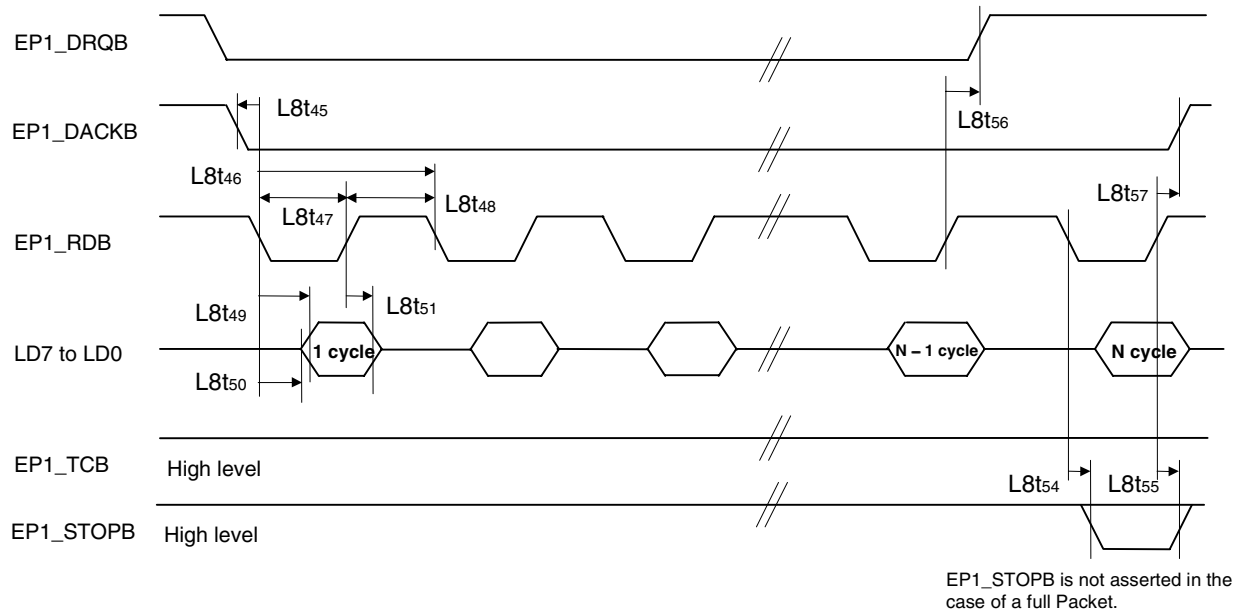 EP1_DRQB
L8t56
EP1_DACKB
L8t45
L8t46
L8t57
L8t47
L8t48
EP1_RDB
L8t49
L8t51
LD7 to LD0
1 cycle
N – 1 cycle
N cycle
L8t50
EP1_TCB
High level
L8t54
L8t55
EP1_STOPB
High level
EP1_STOPB is not asserted in the
case of a full Packet.